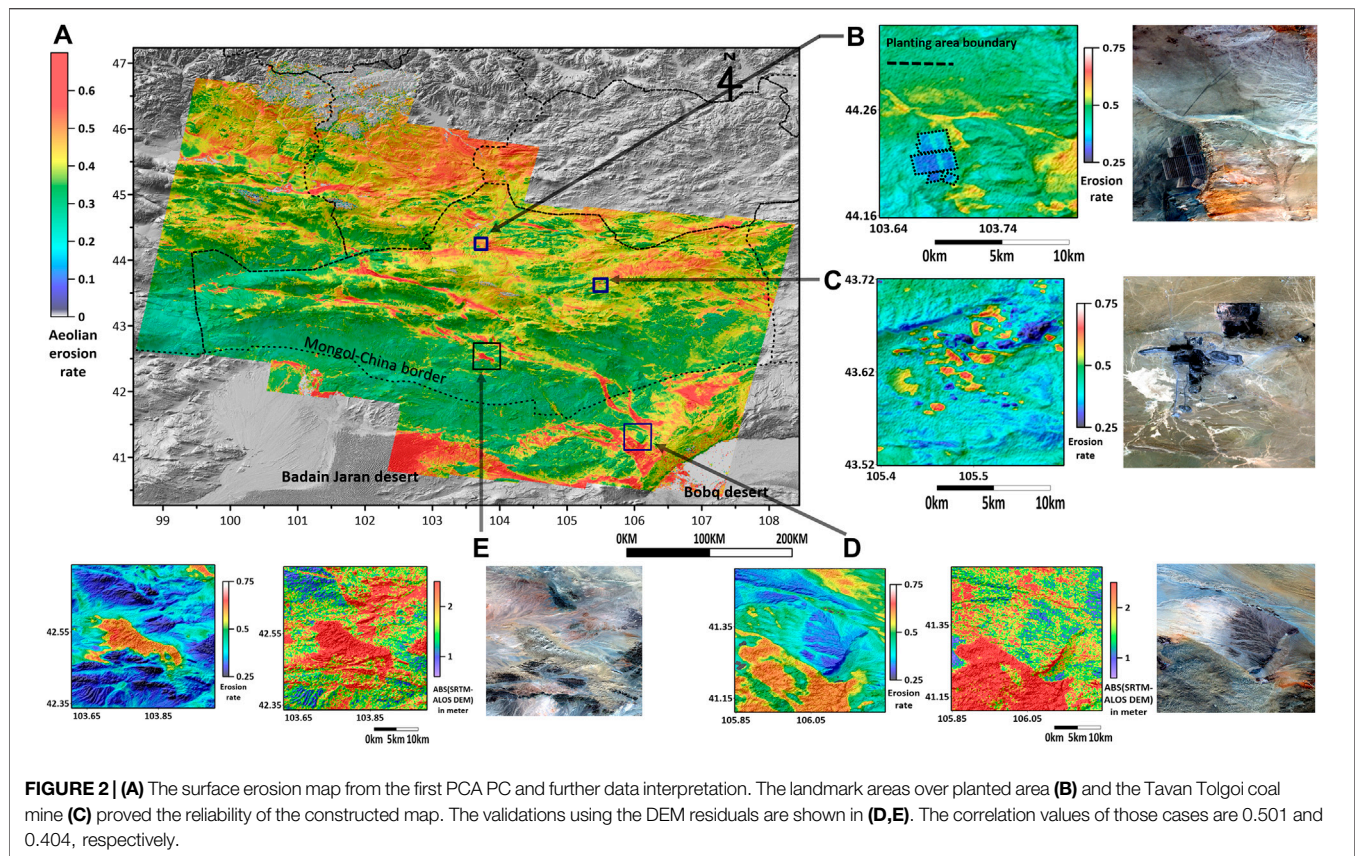 A
47
46
45
44
43
42
41
99
100
101
102
103
104
105
106
107
108
0.6
0.5
0.4
0.3
0.2
0.1
0
Aeolian
erosion
rate
Mongol-China border
Badain Jaran desert
Bobq desert
0KM 100KM 200KM
B
Planting area boundary
44.26
44.16
103.64 103.74
0km 5km 10km
0.75
0.5
0.25
Erosion
rate
C
43.72
43.62
43.52
105.4 105.5
0km 5km 10km
0.75
0.5
0.25
Erosion
rate
E
42.55
42.35
103.65 103.85
0.75
0.5
0.25
Erosion
rate
42.55
42.35
103.65 103.85
2
1
ABS(SRTM-
ALOS DEM)
in meter
0km 5km 10km
D
41.35
41.15
105.85 106.05
0.75
0.5
0.25
Erosion
rate
41.35
41.15
105.85 106.05
2
1
ABS(SRTM-
ALOS DEM)
in meter
0km 5km 10km
FIGURE 2 | (A) The surface erosion map from the first PCA PC and further data interpretation. The landmark areas over planted area (B) and the Tavan Tolgoi coal
mine (C) proved the reliability of the constructed map. The validations using the DEM residuals are shown in (D,E). The correlation values of those cases are 0.501 and
0.404, respectively.